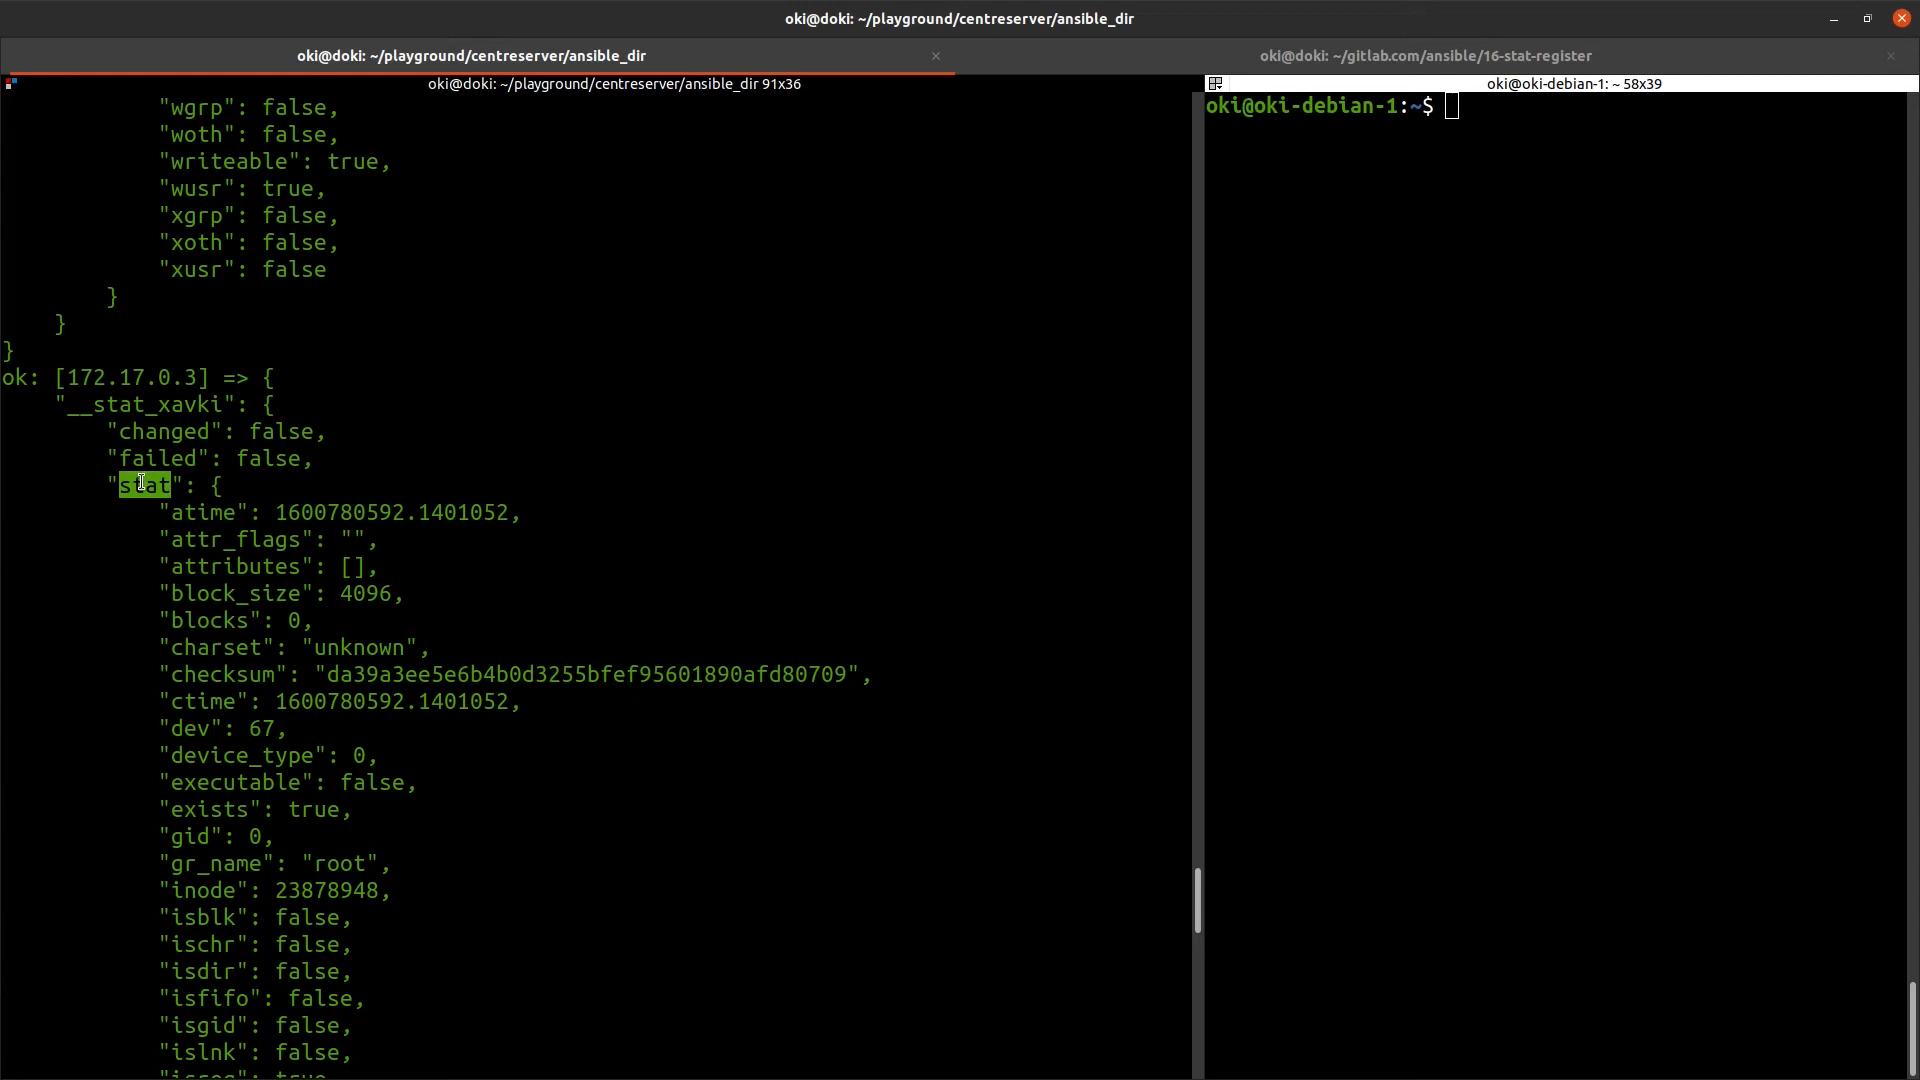 oki@doki: ~/playground/centreserver/ansible_dir
oki@doki: ~/playground/centreserver/ansible_dir
oki@doki: ~/gitlab.com/ansible/16-stat-register
oki@doki: ~/playground/centreserver/ansible_dir 91x36
"wgrp": false,
"woth": false,
"writeable": true,
"wusr": true,
"xgrp": false,
"xoth": false,
"xusr": false
}
}
}
ok: [172.17.0.3] => {
"__stat_xavki": {
"changed": false,
"failed": false,
"stat": {
"atime": 1600780592.1401052,
"attr_flags": "",
"attributes": [],
"block_size": 4096,
"blocks": 0,
"charset": "unknown",
"checksum": "da39a3ee5e6b4b0d3255bfef95601890afd80709",
"ctime": 1600780592.1401052,
"dev": 67,
"device_type": 0,
"executable": false,
"exists": true,
"gid": 0,
"gr_name": "root",
"inode": 23878948,
"isblk": false,
"ischr": false,
"isdir": false,
"isfifo": false,
"isgid": false,
"islnk": false,
"isreg": true
oki@oki-debian-1: ~ 58x39
oki@oki-debian-1:~$